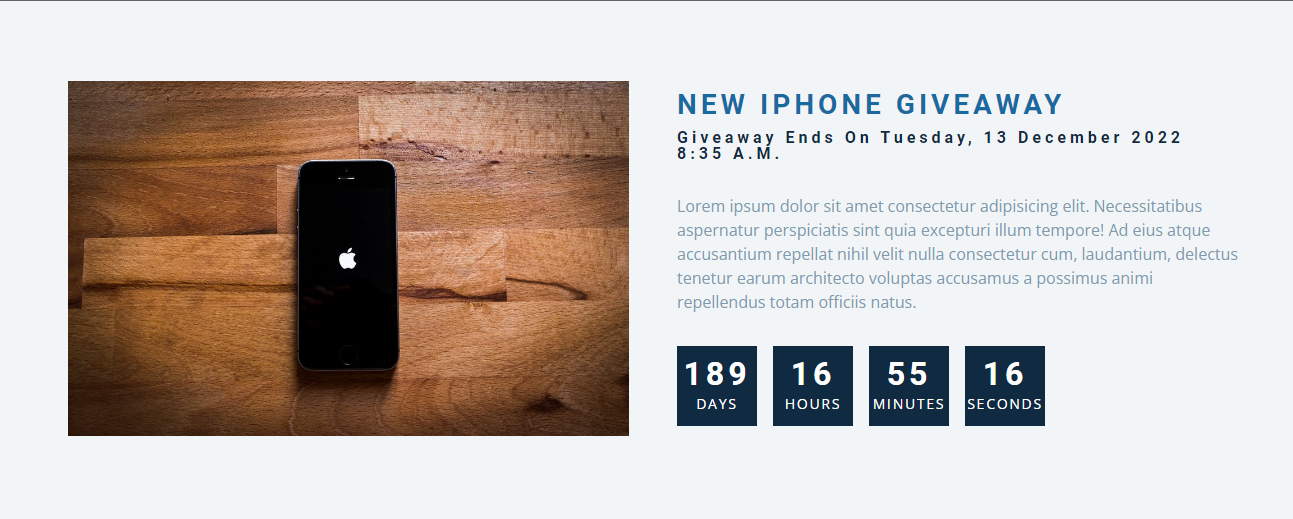 NEW IPHONE GIVEAWAY
Giveaway Ends On Tuesday, 13 December 2022
8:35 A.M.
Lorem ipsum dolor sit amet consectetur adipisicing elit. Necessitatibus
aspernatur perspiciatis sint quia excepturi illum tempore! Ad eius atque
accusantium repellat nihil velit nulla consectetur cum, laudantium, delectus
tenetur earum architecto voluptas accusamus a possimus animi
repellendus totam officiis natus.
189 16 55 16
DAYS HOURS MINUTES SECONDS